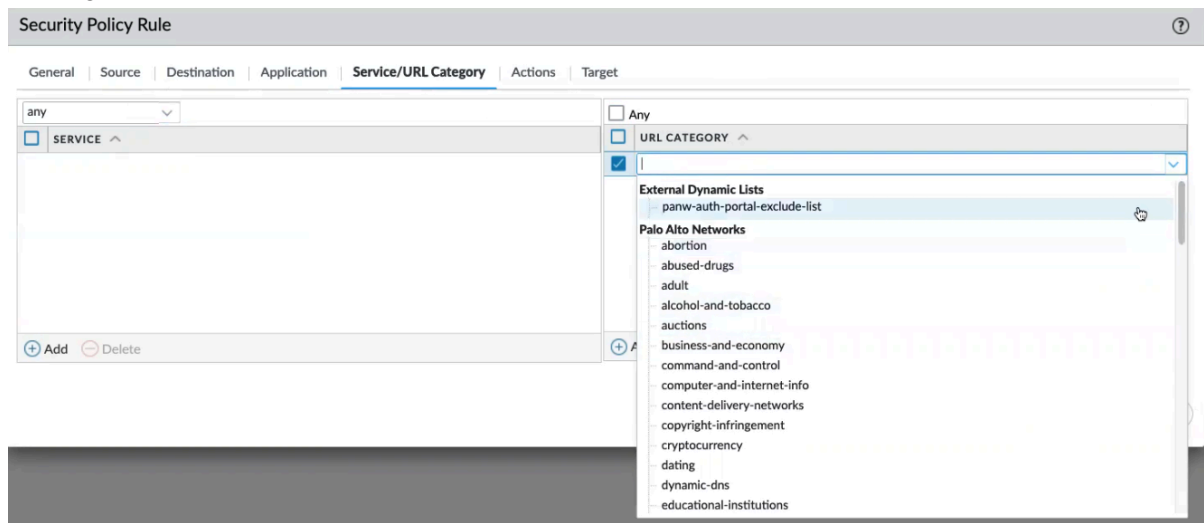 Security Policy Rule
General Source Destination Application Service/URL Category Actions Target
any
SERVICE
Add Delete
Any
URL CATEGORY
External Dynamic Lists
panw-auth-portal-exclude-list
Palo Alto Networks
abortion
abused-drugs
adult
alcohol-and-tobacco
auctions
business-and-economy
command-and-control
computer-and-internet-info
content-delivery-networks
copyright-infringement
cryptocurrency
dating
dynamic-dns
educational-institutions